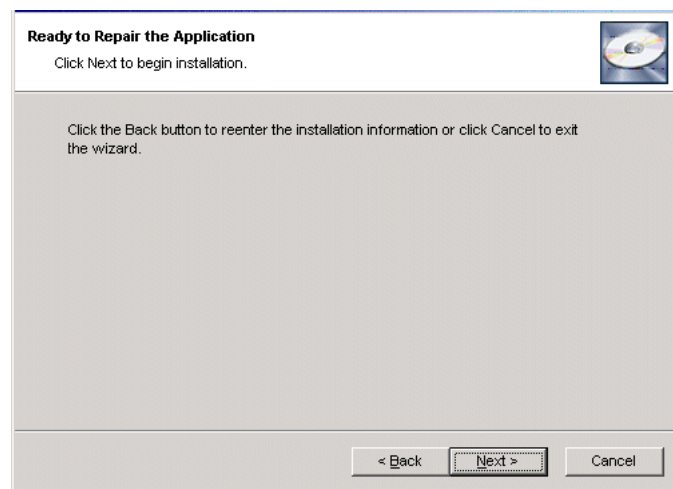 Ready to Repair the Application
Click Next to begin installation.
Click the Back button to reenter the installation information or click Cancel to exit
the wizard.
< Back
Next >
Cancel